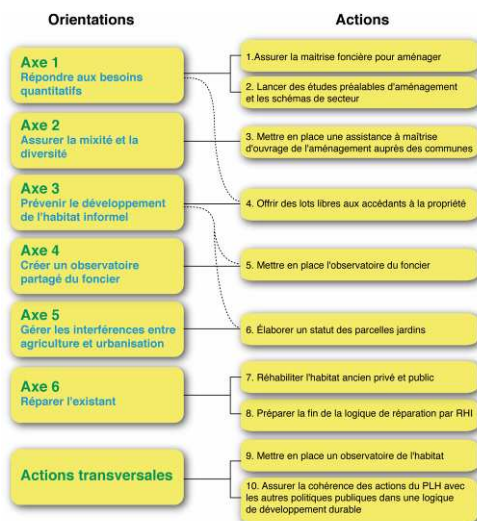 Orientations
Actions
Axe 1
Répondre aux besoins
quantitatifs
1.Assurer la maitrise foncière pour aménager
2. Lancer des études préalables d'aménagement
et les schémas de secteur
Axe 2
Assurer la mixité et la
diversité
3. Mettre en place une assistance à maîtrise
d'ouvrage de l'aménagement auprès des communes
Axe 3
Prévenir le développement
de l'habitat informel
4. Offrir des lots libres aux accédants à la propriété
Axe 4
Créer un observatoire
partagé du foncier
5. Mettre en place l'observatoire du foncier
Axe 5
Gérer les interférences entre
agriculture et urbanisation
6. Élaborer un statut des parcelles jardins
Axe 6
Réparer l'existant
7. Réhabiliter l'habitat ancien privé et public
8. Préparer la fin de la logique de réparation par RHI
Actions transversales
9. Mettre en place un observatoire de l'habitat
10. Assurer la cohérence des actions du PLH avec
les autres politiques publiques dans une logique
de développement durable